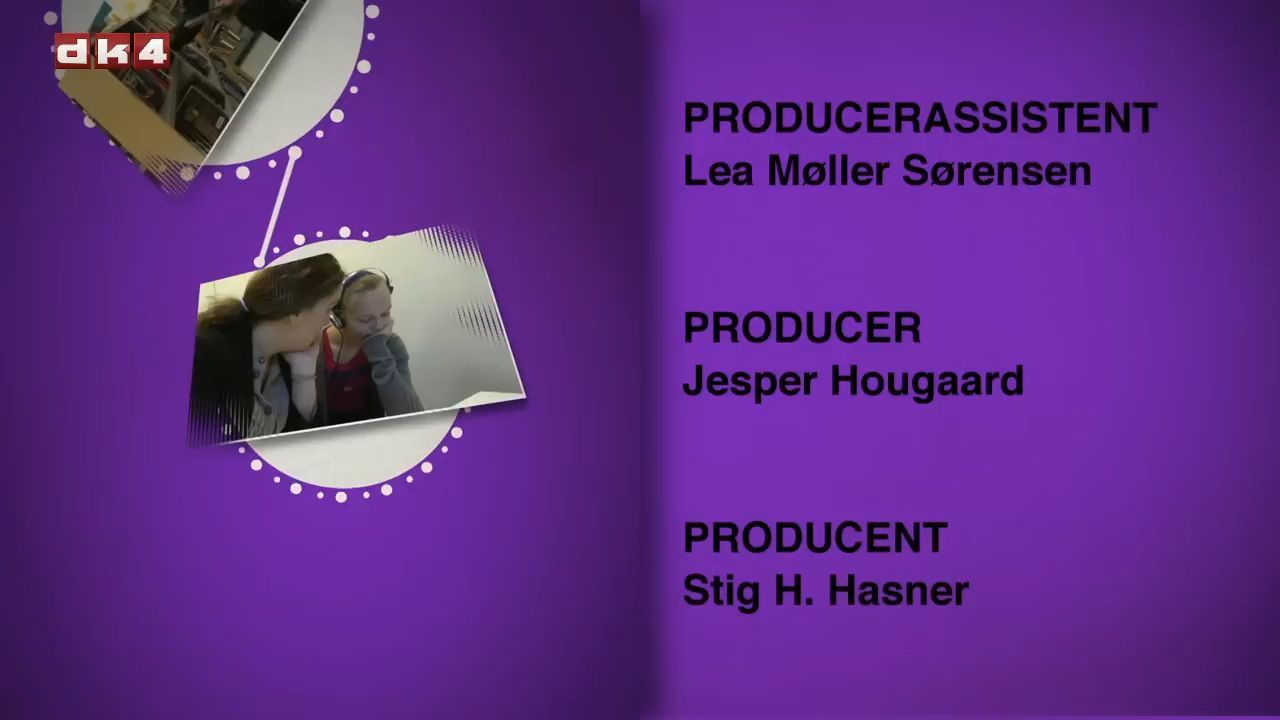 dk4
PRODUCERASSISTENT
Lea Møller Sørensen
PRODUCER
Jesper Hougaard
PRODUCENT
Stig H. Hasner